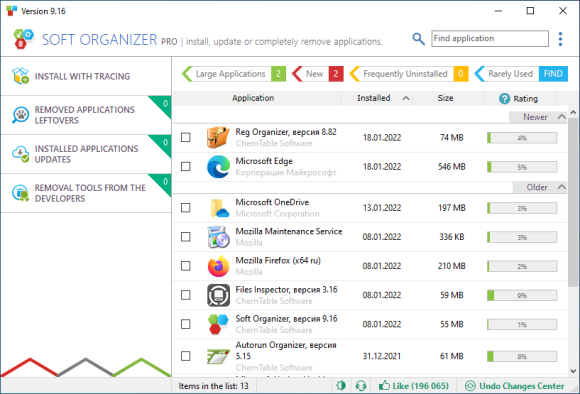 Version 9.16
SOFT ORGANIZER PRO | install, update or completely remove applications.
Find application
INSTALL WITH TRACING
REMOVED APPLICATIONS
LEFTOVERS
0
INSTALLED APPLICATIONS
UPDATES
0
REMOVAL TOOLS FROM THE
DEVELOPERS
0
Large Applications 2
New 2
Frequently Uninstalled 0
Rarely Used FIND
Application Installed Size ? Rating
Newer
Reg Organizer, версия 8.82
ChemTable Software
18.01.2022 74 MB 4%
Microsoft Edge
Корпорация Майкрософт
18.01.2022 546 MB 5%
Older
Microsoft OneDrive
Microsoft Corporation
13.01.2022 197 MB 3%
Mozilla Maintenance Service
Mozilla
08.01.2022 336 KB 3%
Mozilla Firefox (x64 ru)
Mozilla
08.01.2022 210 MB 2%
Files Inspector, версия 3.16
ChemTable Software
08.01.2022 59 MB 9%
Soft Organizer, версия 9.16
ChemTable Software
08.01.2022 55 MB 1%
Autorun Organizer, версия
5.15
ChemTable Software
31.12.2021 61 MB 8%
Items in the list: 13
Like (196 065)
Undo Changes Center